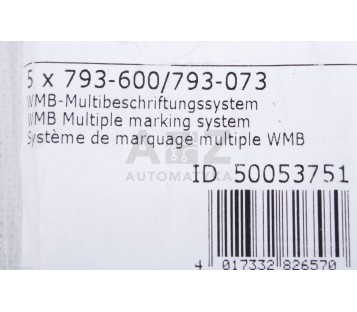 5 x 793-600/793-073
WMB-Multibeschriftungssystem
WMB Multiple marking system
Système de marquage multiple WMB
AUTOMATYKA
ID 50053751
4 017332 826570